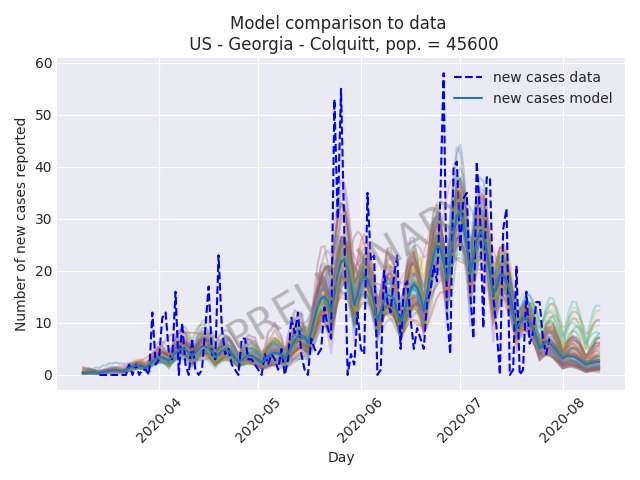 Model comparison to data
US - Georgia - Colquitt, pop. = 45600
60
50
40
30
20
10
0
Number of new cases reported
new cases data
new cases model
PRELIMINARY
2020-04
2020-05
2020-06
2020-07
2020-08
Day